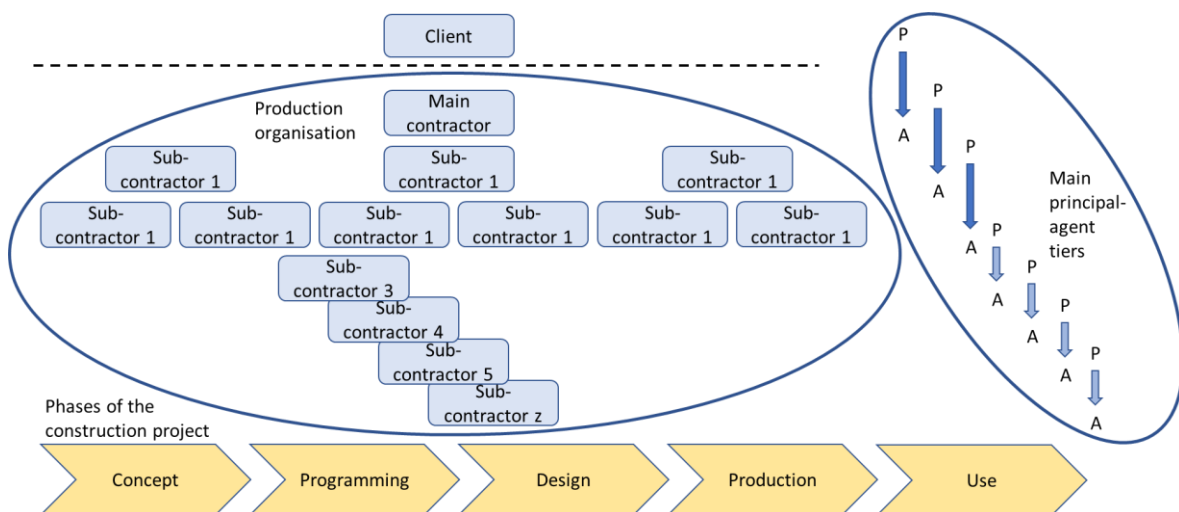 Client
Production
organisation
Main
contractor
Sub-
contractor 1
Sub-
contractor 1
Sub-
contractor 1
Sub-
contractor 1
Sub-
contractor 1
Sub-
contractor 1
Sub-
contractor 1
Sub-
contractor 1
Sub-
contractor 1
Sub-
contractor 3
Sub-
contractor 4
Sub-
contractor 5
Sub-
contractor z
P
A
P
A
P
A
P
A
P
A
P
A
P
A
Main
principal-
agent
tiers
Phases of the
construction project
Concept
Programming
Design
Production
Use